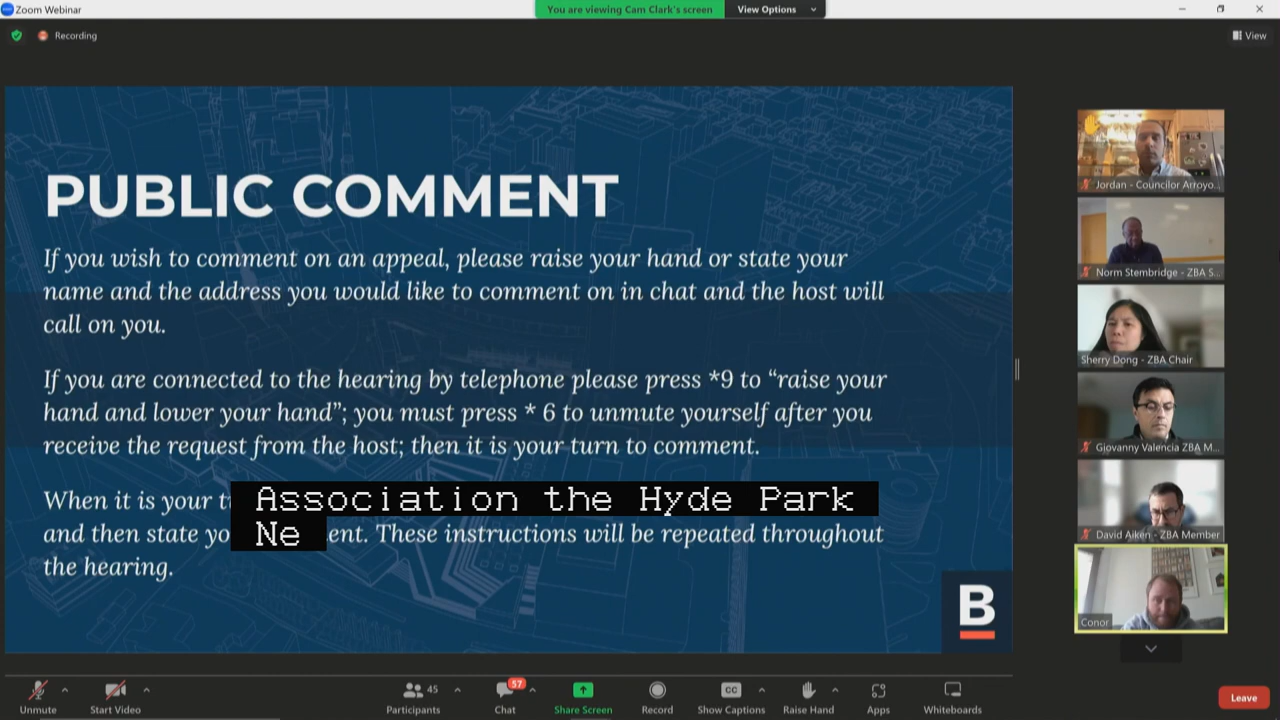 Zoom Webinar
You are viewing Cam Clark's screen
View Options
Recording
View
PUBLIC COMMENT
If you wish to comment on an appeal, please raise your hand or state your
name and the address you would like to comment on in chat and the host will
call on you.
If you are connected to the hearing by telephone please press *9 to “raise your
hand and lower your hand”; you must press * 6 to unmute yourself after you
receive the request from the host; then it is your turn to comment.
When it is your
Association the Hyde Park
Ne
and then state
These instructions will be repeated throughout
the hearing.
B
Jordan - Councilor Arroyo...
Norm Stembridge - ZBA S...
Sherry Dong - ZBA Chair
Giovanny Valencia ZBA M...
David Aiken - ZBA Member
Conor
Unmute
Start Video
Participants
45
Chat
57
Share Screen
Record
CC
Show Captions
Raise Hand
Apps
Whiteboards
Leave